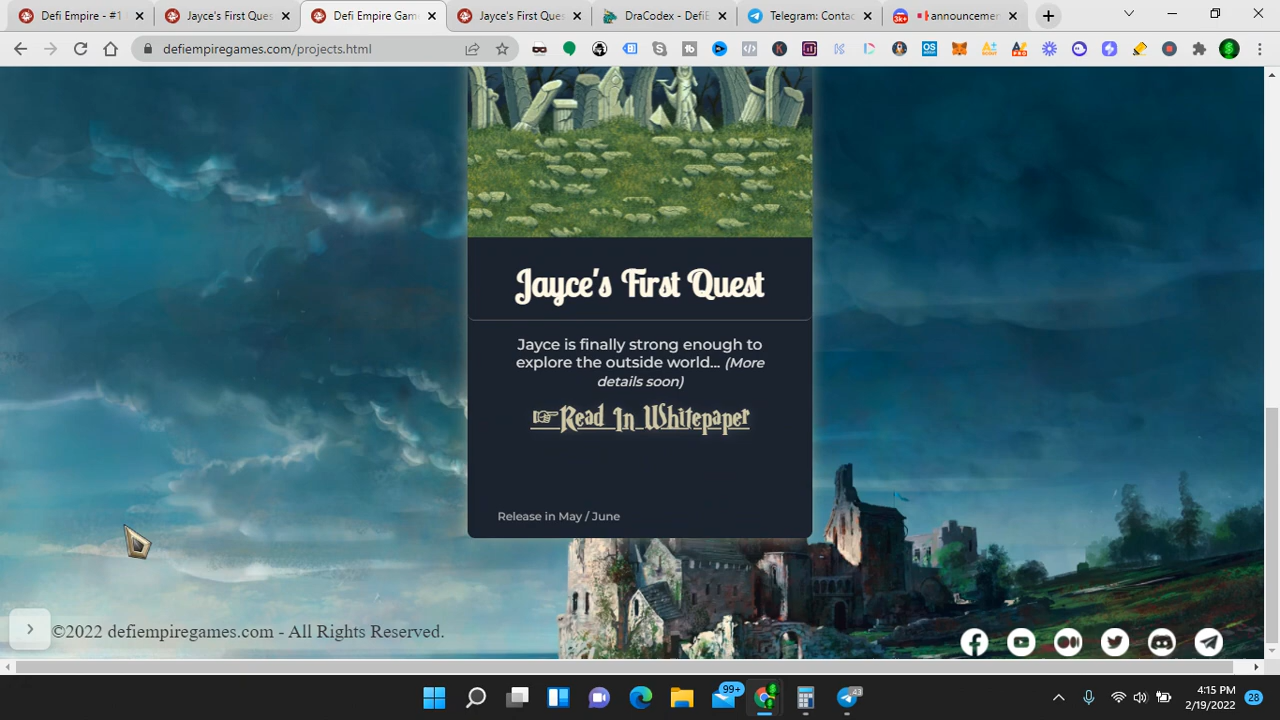 Defi Empire - #1
Jayce's First Ques
Defi Empire Gam
Jayce's First Ques
DraCodex - DefiE
Telegram: Contac
announcemen
defiempiregames.com/projects.html
Jayce's First Quest
Jayce is finally strong enough to
explore the outside world... (More
details soon)
☞Read In Whitepaper
Release in May / June
©2022 defiempiregames.com - All Rights Reserved.
99+
43
4:15 PM
2/19/2022
28